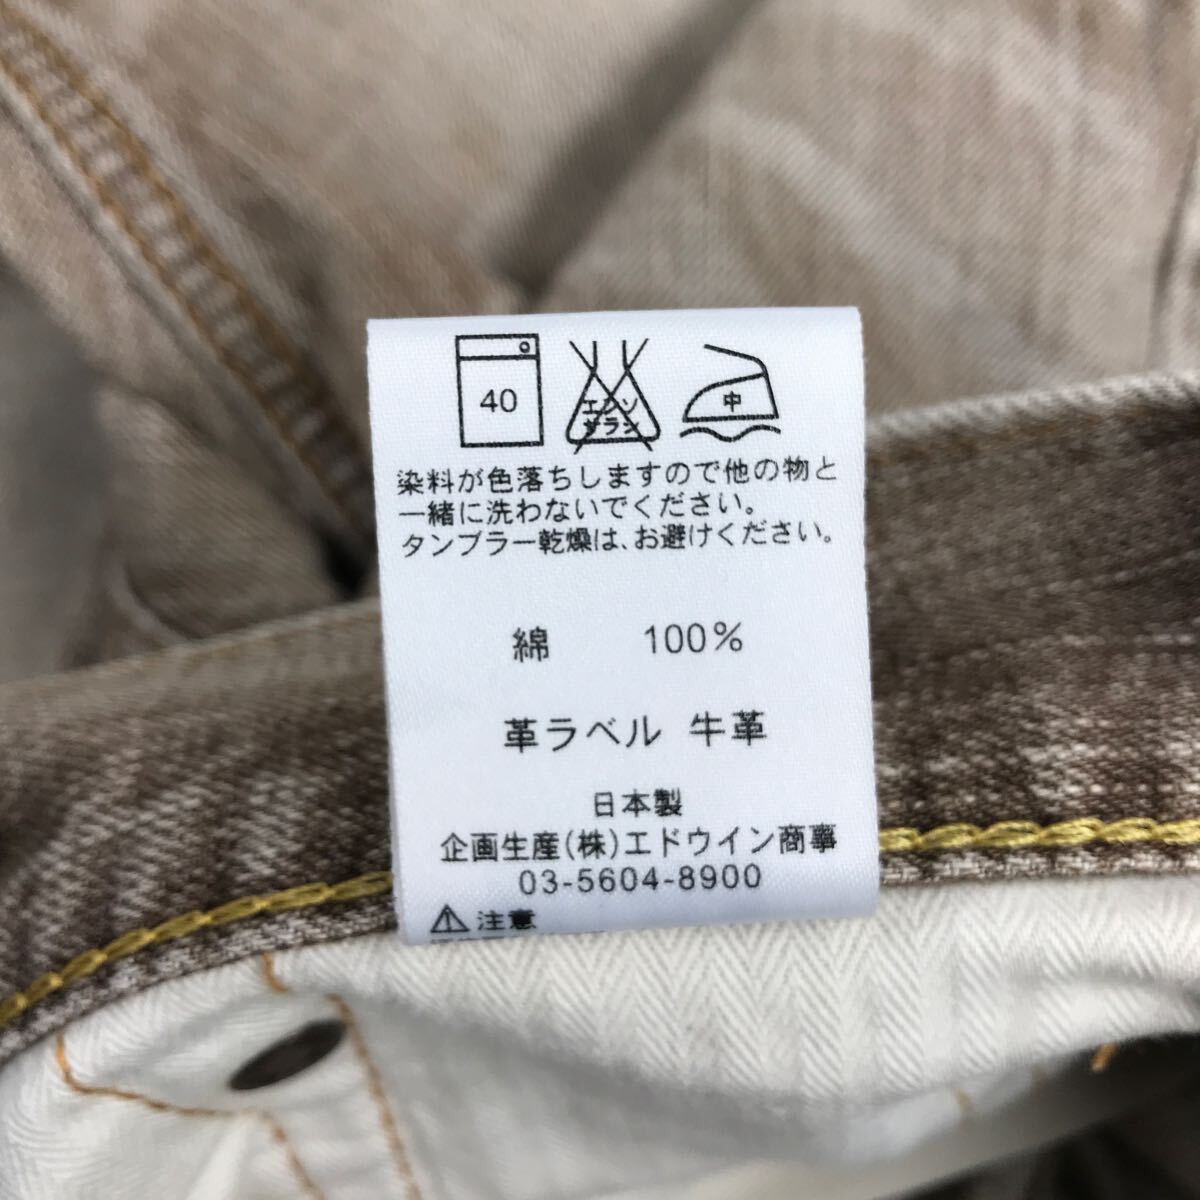 40
エンソ
サラシ
中
染料が色落ちしますので他の物と
一緒に洗わないでください。
タンブラー乾燥は、お避けください。
綿 100%
革ラベル 牛革
日本製
企画生産(株)エドウイン商事
03-5604-8900
⚠注意